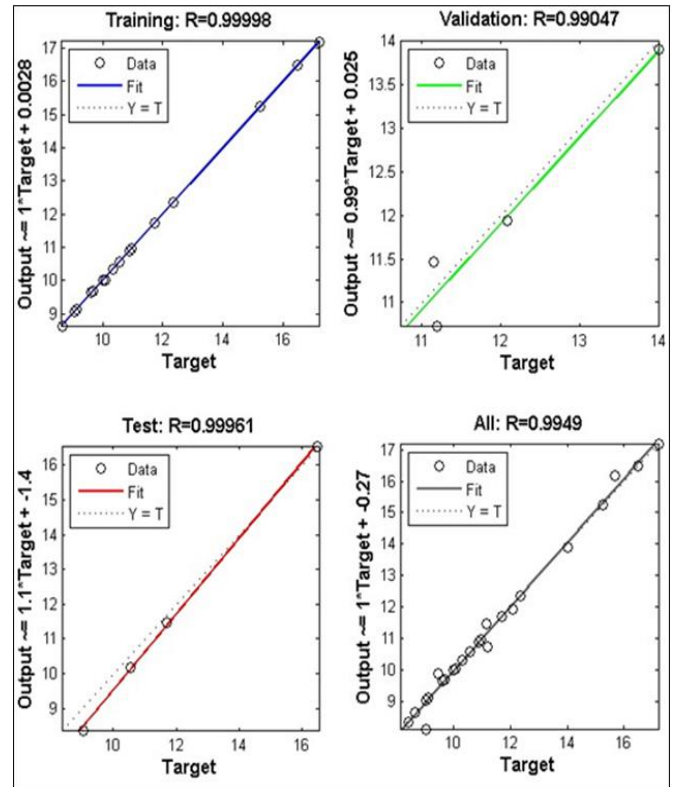 Training: R=0.99998
Output ~= 1*Target + 0.0028
17
16
15
14
13
12
11
10
9
Data
Fit
Y = T
10
12
14
16
Target
Validation: R=0.99047
Output ~= 0.99*Target + 0.025
14
13.5
13
12.5
12
11.5
11
Data
Fit
Y = T
11
12
13
14
Target
Test: R=0.99961
Output ~= 1.1*Target + -1.4
16
15
14
13
12
11
10
9
Data
Fit
Y = T
10
12
14
16
Target
All: R=0.9949
Output ~= 1*Target + -0.27
17
16
15
14
13
12
11
10
9
Data
Fit
Y = T
10
12
14
16
Target